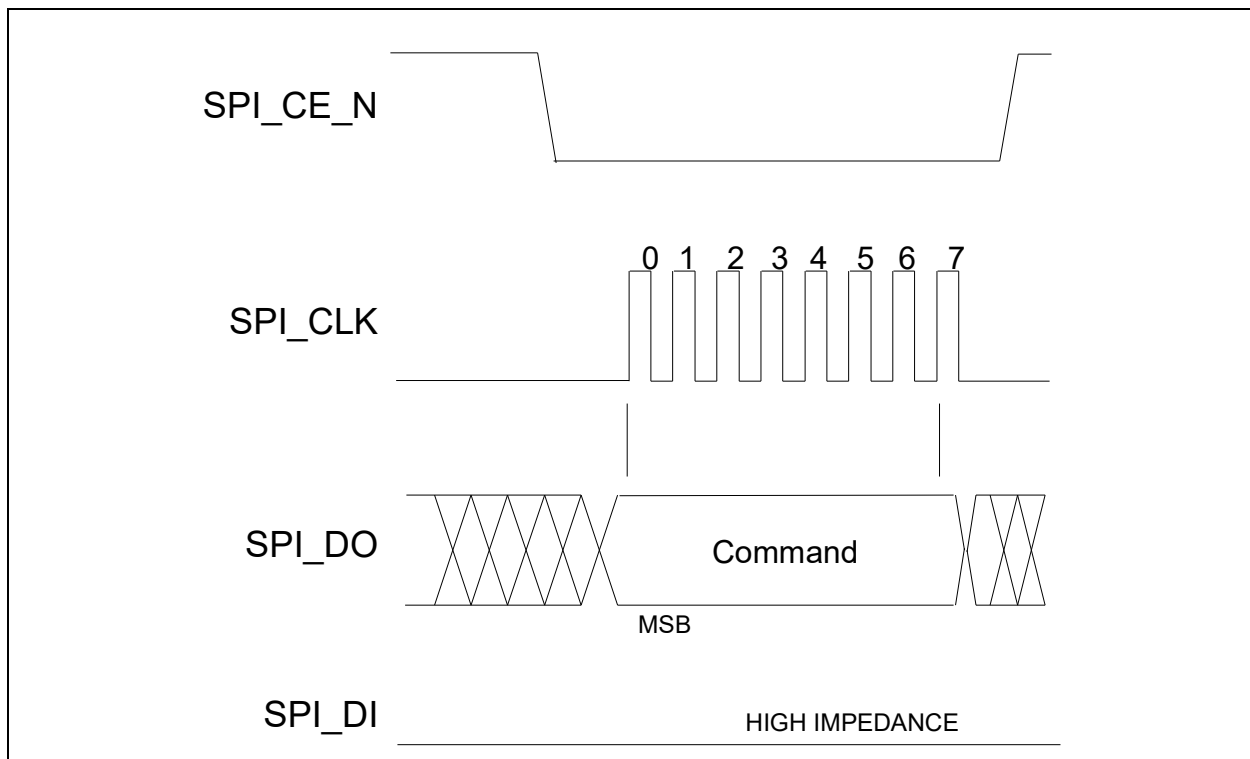 SPI_CE_N
0 1 2 3 4 5 6 7
SPI_CLK
SPI_DO
Command
MSB
SPI_DI
HIGH IMPEDANCE